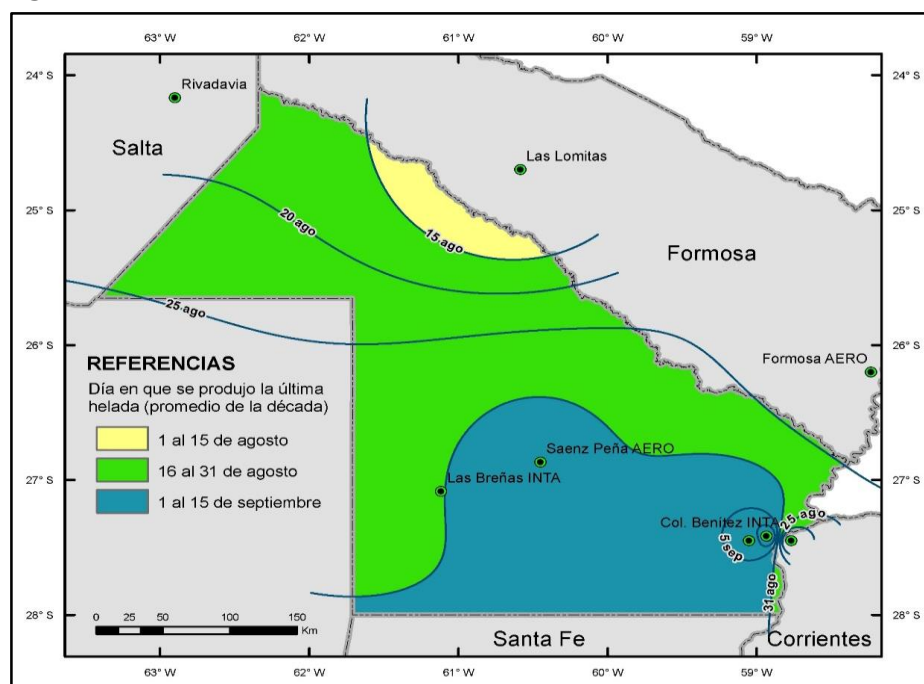 63° W 62° W 61° W 60° W 59° W
24° S 24° S
Rivadavia
Salta
Las Lomitas
25° S 25° S
20 ago
15 ago
Formosa
25 ago
26° S 26° S
Formosa AERO
REFERENCIAS
Día en que se produjo la última
helada (promedio de la década)
1 al 15 de agosto
16 al 31 de agosto
1 al 15 de septiembre
Saenz Peña AERO
Las Breñas INTA
27° S 27° S
Col. Benitez INTA
25 ago
5 sep
31 ago
28° S 28° S
0 25 50 100 150
Km
Santa Fe
Corrientes
63° W 62° W 61° W 60° W 59° W